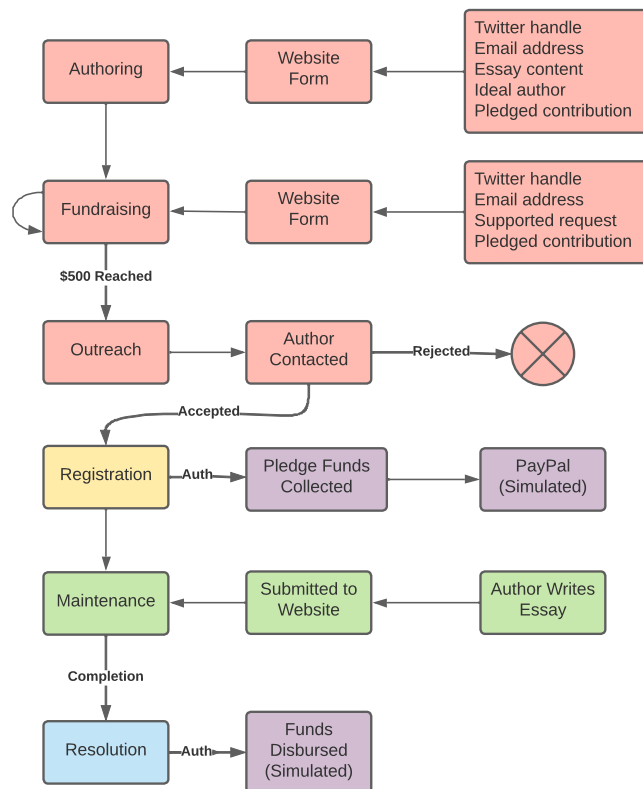 Authoring
Website
Form
Twitter handle
Email address
Essay content
Ideal author
Pledged contribution
Fundraising
Website
Form
Twitter handle
Email address
Supported request
Pledged contribution
$500 Reached
Outreach
Author
Contacted
Rejected
Accepted
Registration
Auth
Pledge Funds
Collected
PayPal
(Simulated)
Maintenance
Submitted to
Website
Author Writes
Essay
Completion
Resolution
Auth
Funds
Disbursed
(Simulated)